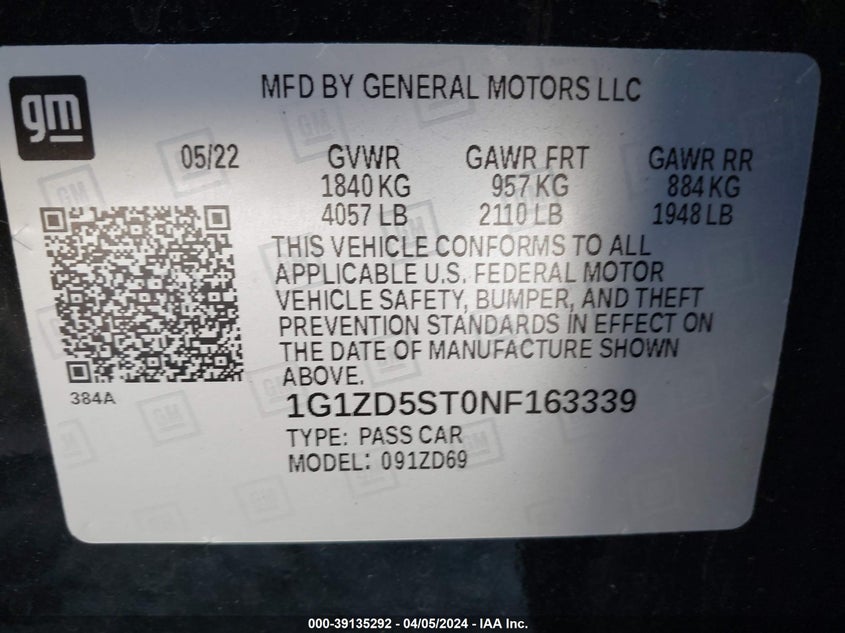 gm
MFD BY GENERAL MOTORS LLC
05/22 GVWR GAWR FRT GAWR RR
1840 KG 957 KG 884 KG
4057 LB 2110 LB 1948 LB
THIS VEHICLE CONFORMS TO ALL
APPLICABLE U.S. FEDERAL MOTOR
VEHICLE SAFETY, BUMPER, AND THEFT
PREVENTION STANDARDS IN EFFECT ON
THE DATE OF MANUFACTURE SHOWN
ABOVE.
384A
1G1ZD5ST0NF163339
TYPE: PASS CAR
MODEL: 091ZD69
000-39135292 - 04/05/2024 - IAA Inc.